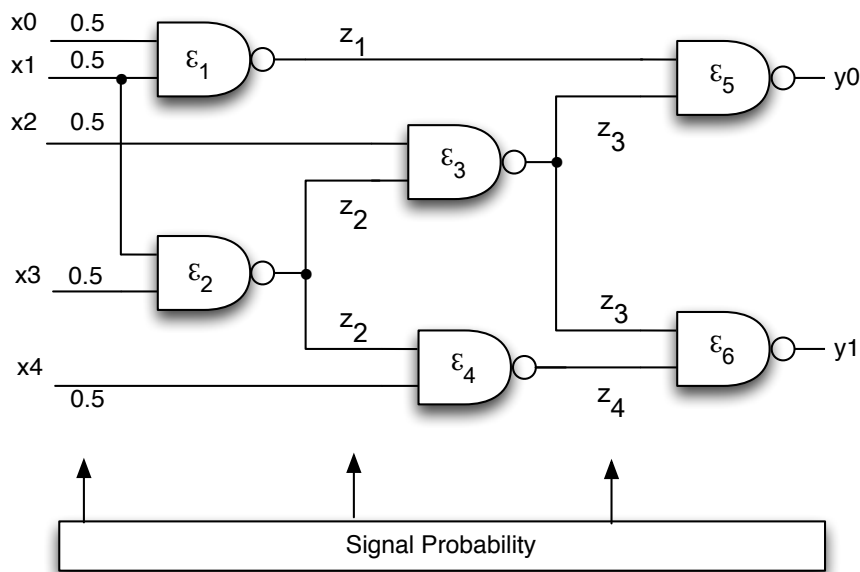 x0 0.5
x1 0.5
x2 0.5
x3 0.5
x4
0.5
ε1
ε2
ε3
ε4
ε5
ε6
z1
z2
z2
z3
z3
z4
y0
y1
Signal Probability